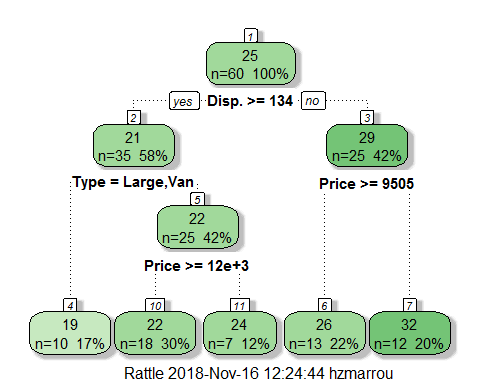 1
25
n=60 100%
yes Disp. >= 134 no
2 3
21 29
n=35 58% n=25 42%
Type = Large,Van Price >= 9505
5
22
n=25 42%
Price >= 12e+3
4 10 11 6 7
19 22 24 26 32
n=10 17% n=18 30% n=7 12% n=13 22% n=12 20%
Rattle 2018-Nov-16 12:24:44 hzmarrou